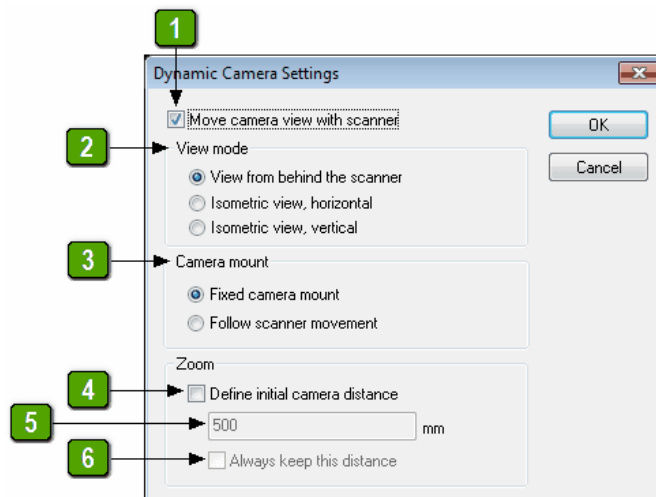 1
Dynamic Camera Settings
Move camera view with scanner
OK
2
View mode
Cancel
View from behind the scanner
Isometric view, horizontal
Isometric view, vertical
3
Camera mount
Fixed camera mount
Follow scanner movement
Zoom
4
Define initial camera distance
5
500 mm
6
Always keep this distance